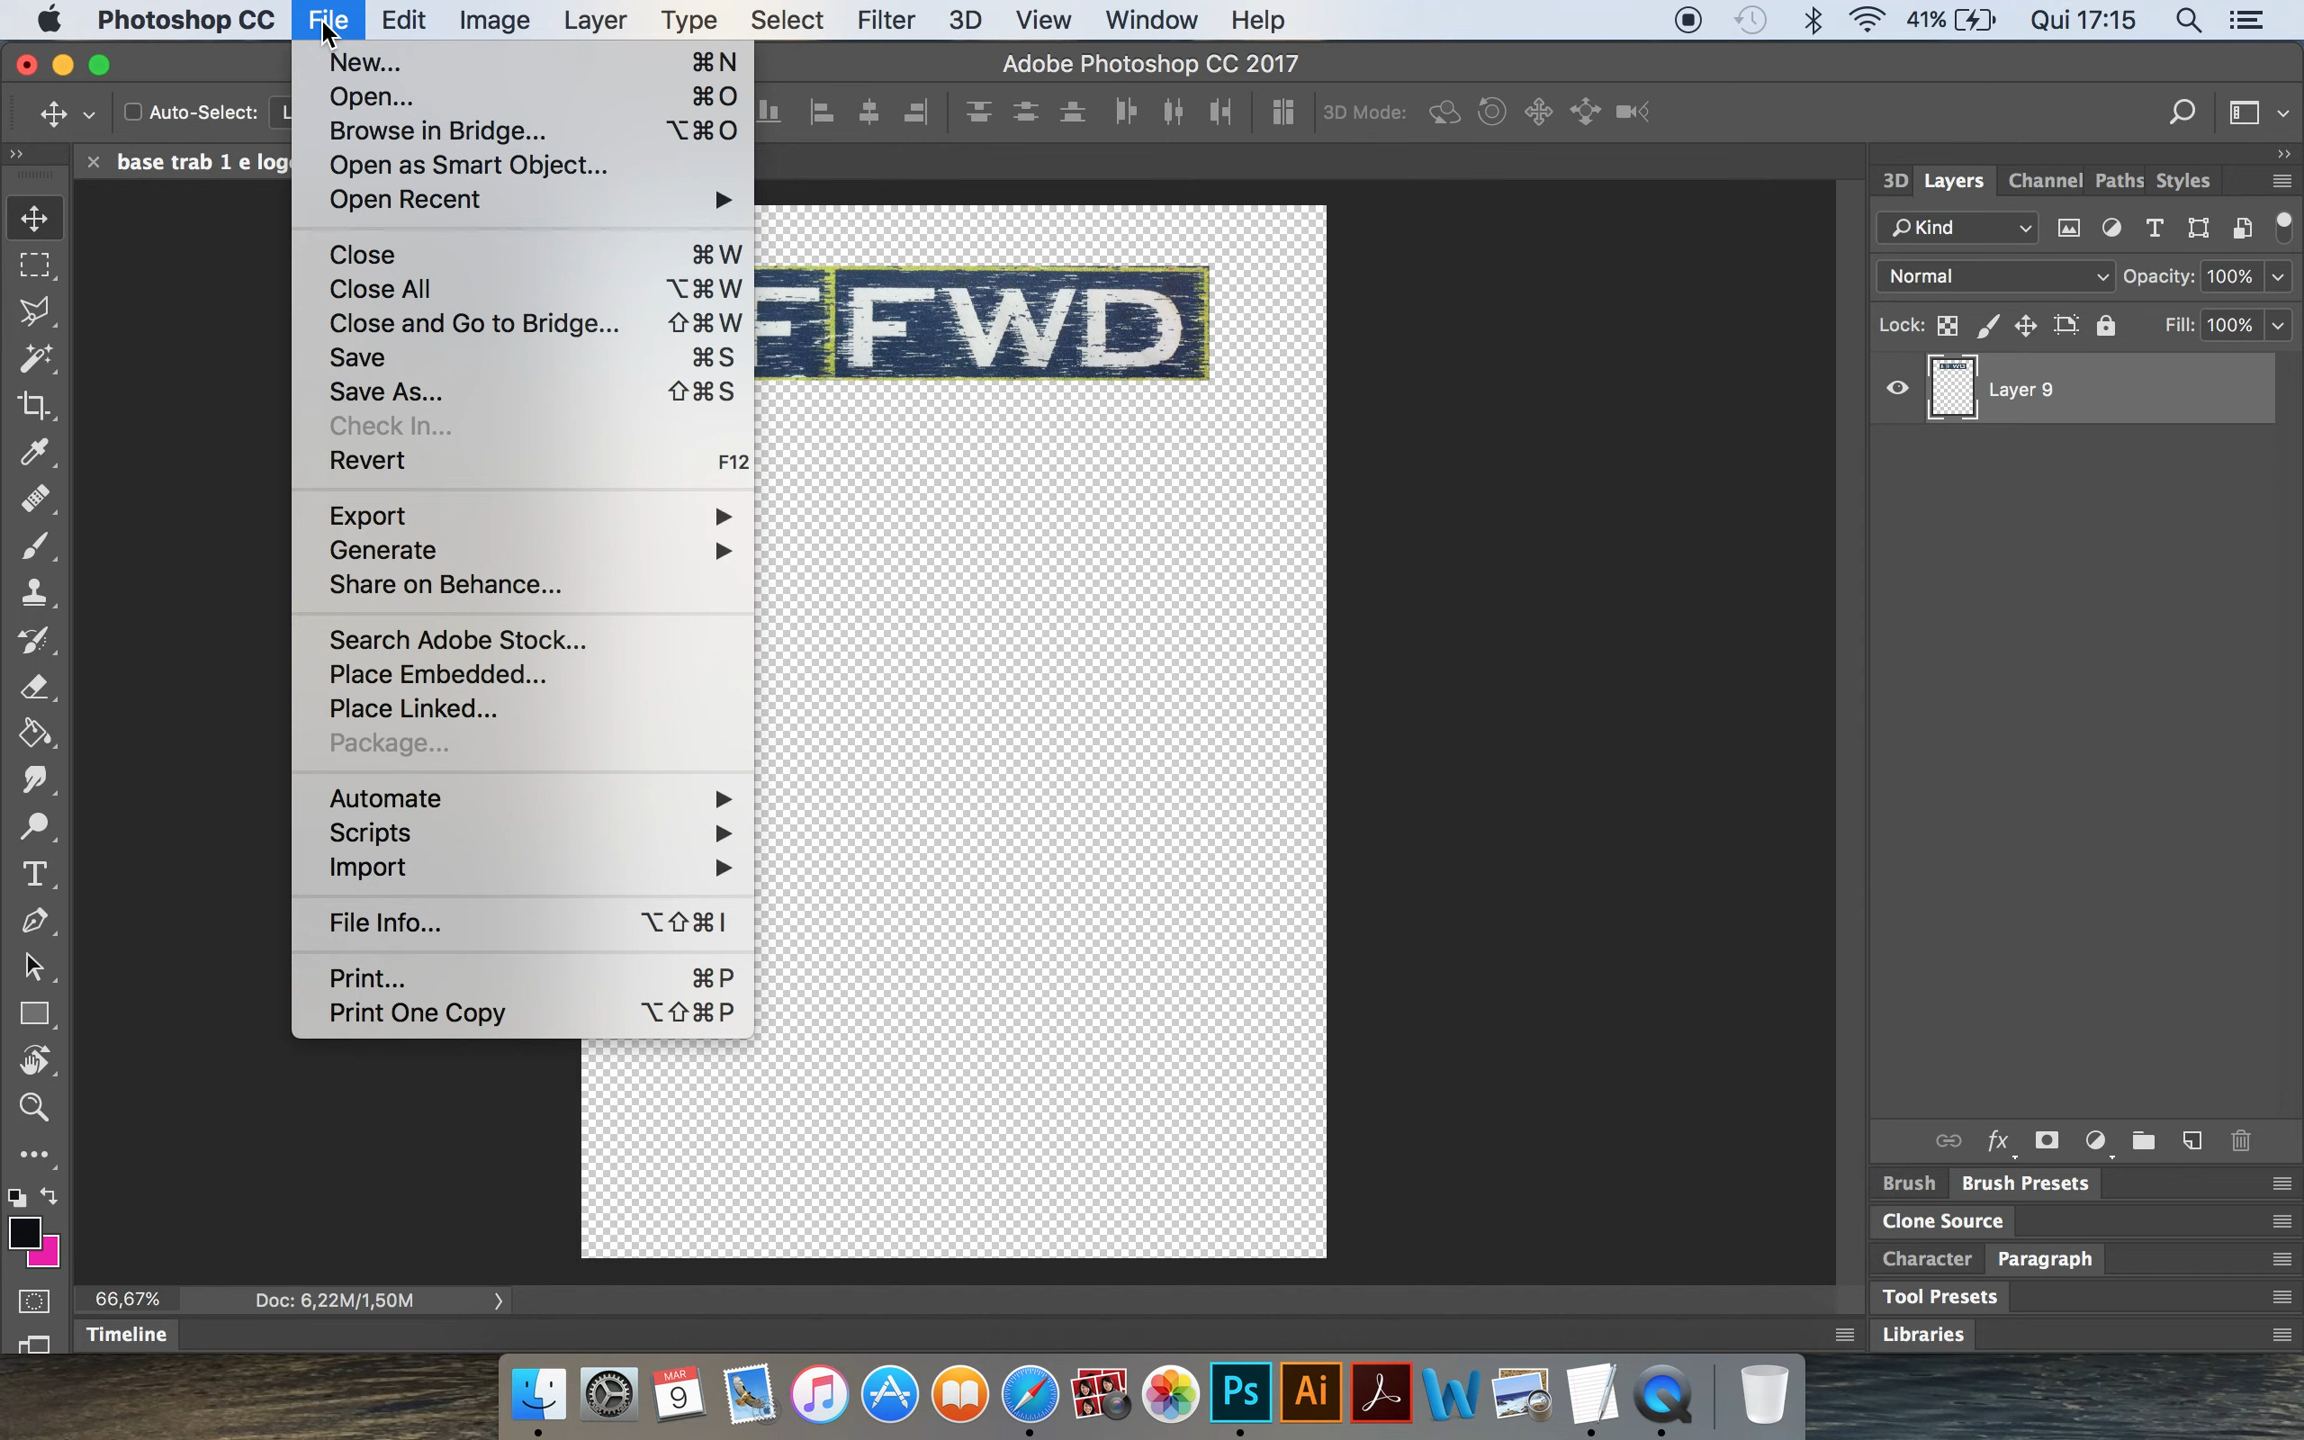 Photoshop CC File Edit Image Layer Type Select Filter 3D View Window Help 41% Qui 17:15
Adobe Photoshop CC 2017
Auto-Select: 3D Mode:
base trab 1 e logo
New... ⌘N
Open... ⌘O
Browse in Bridge... ⌥⌘O
Open as Smart Object...
Open Recent ▶
Close ⌘W
Close All ⌥⌘W
Close and Go to Bridge... ⇧⌘W
Save ⌘S
Save As... ⇧⌘S
Check In...
Revert F12
Export ▶
Generate ▶
Share on Behance...
Search Adobe Stock...
Place Embedded...
Place Linked...
Package...
Automate ▶
Scripts ▶
Import ▶
File Info... ⌥⇧⌘I
Print... ⌘P
Print One Copy ⌥⇧⌘P
F FWD
3D Layers Channel Paths Styles
Kind
Normal Opacity: 100%
Lock: Fill: 100%
Layer 9
fx
Brush Brush Presets
Clone Source
Character Paragraph
Tool Presets
Libraries
66,67% Doc: 6,22M/1,50M
Timeline
MAR
9
Ps Ai W